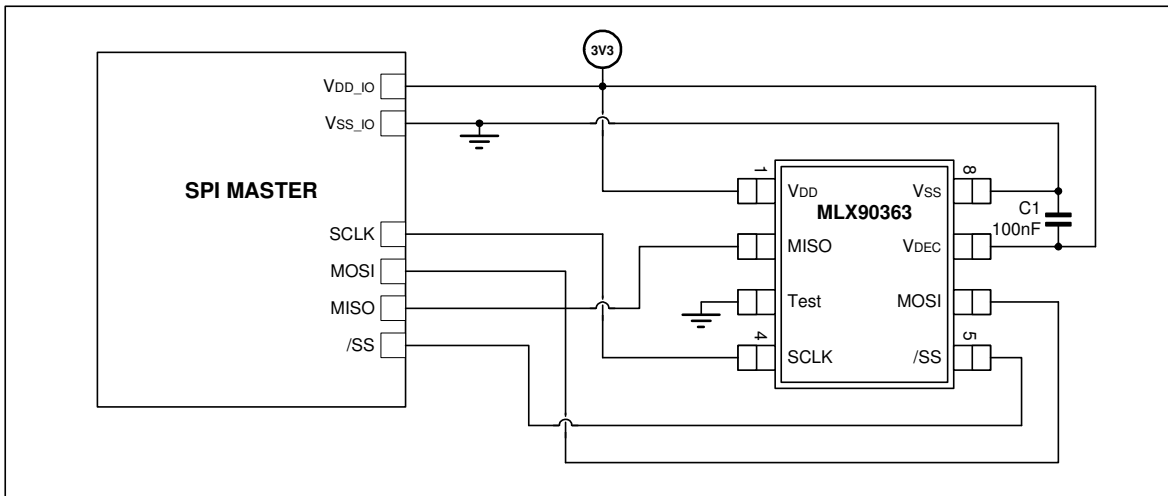 3V3
VDD_IO
VSS_IO
SPI MASTER
SCLK
MOSI
MISO
/SS
1
VDD
MISO
Test
4
SCLK
MLX90363
8
VSS
VDEC
MOSI
5
/SS
C1
100nF